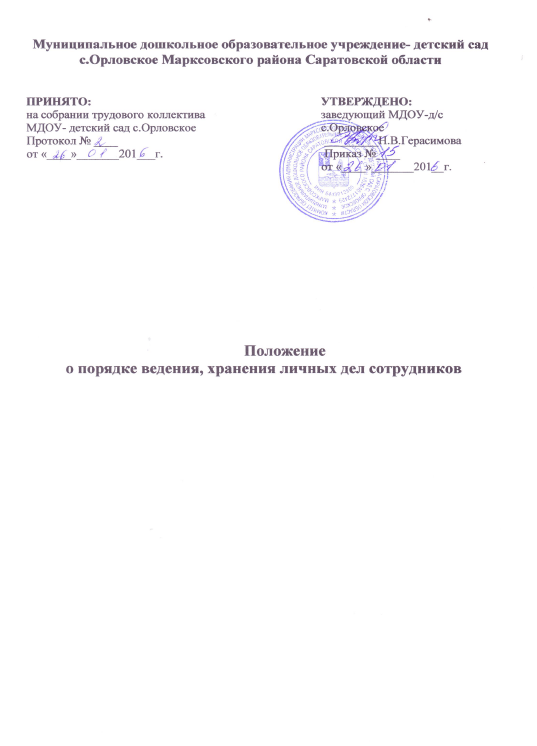 Муниципальное дошкольное образовательное учреждение- детский сад
с.Орловское Марксовского района Саратовской области
ПРИНЯТО:
на собрании трудового коллектива
МДОУ- детский сад с.Орловское
Протокол № 2
от « 26 » 01 2016 г.
УТВЕРЖДЕНО:
заведующий МДОУ-д/с
с.Орловское
Н.В.Герасимова
Приказ № 15
от « 26 » 01 2016 г.
Положение
о порядке ведения, хранения личных дел сотрудников